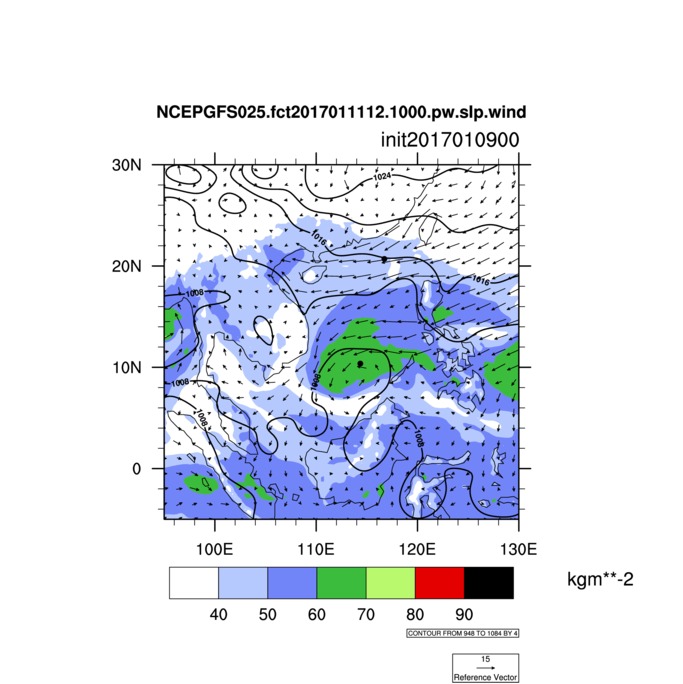 NCEPGFS025.fct2017011112.1000.pw.slp.wind
init2017010900
30N
1024
1016
20N
1016
1008
10N
1008
1008
1008
1008
0
100E 110E 120E 130E
kgm**-2
40 50 60 70 80 90
CONTOUR FROM 948 TO 1084 BY 4
15
Reference Vector